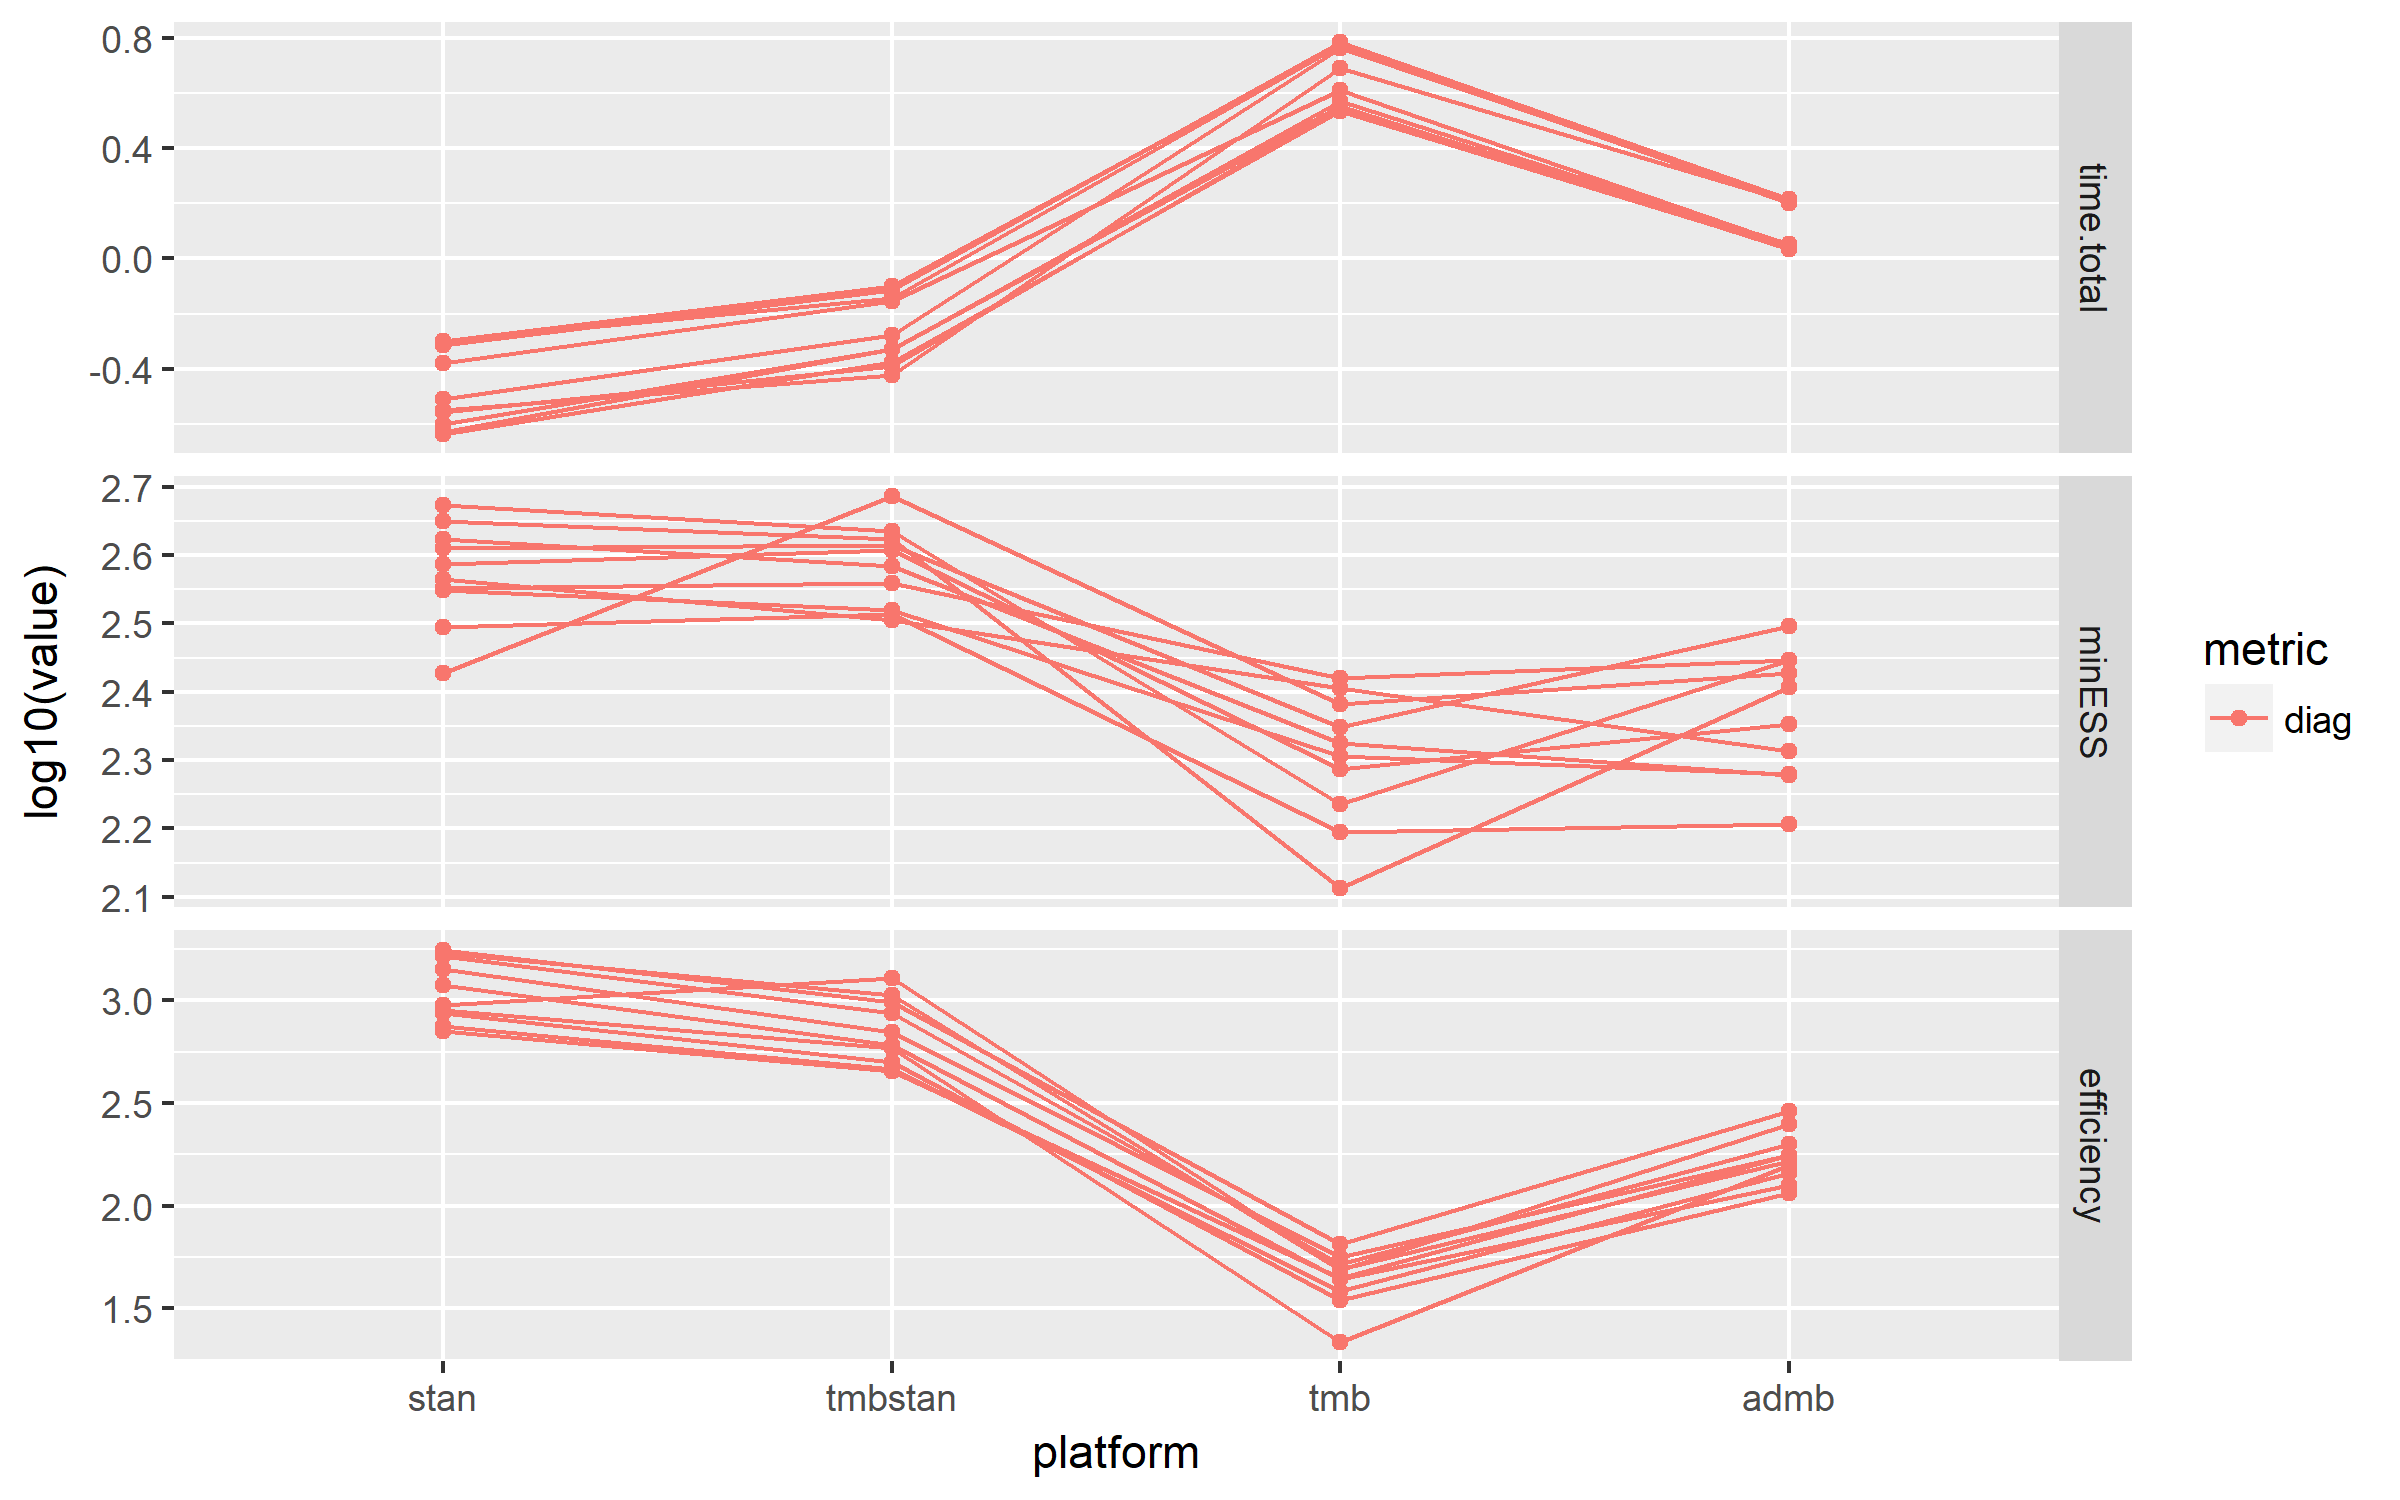 0.8
0.4
0.0
-0.4
time.total
2.7
2.6
2.5
2.4
2.3
2.2
2.1
minESS
3.0
2.5
2.0
1.5
efficiency
log10(value)
stan tmbstan tmb admb
platform
metric
diag